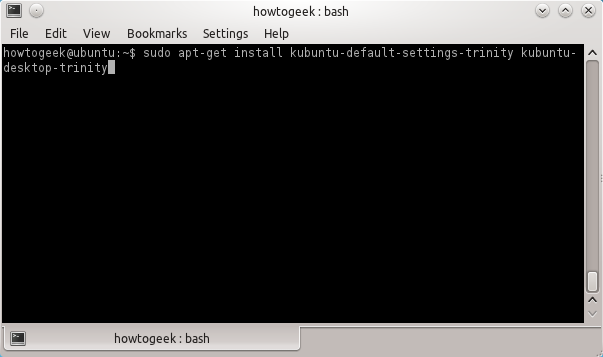 howtogeek : bash
File Edit View Bookmarks Settings Help
howtogeek@ubuntu:~$ sudo apt-get install kubuntu-default-settings-trinity kubuntu-
desktop-trinity
howtogeek : bash